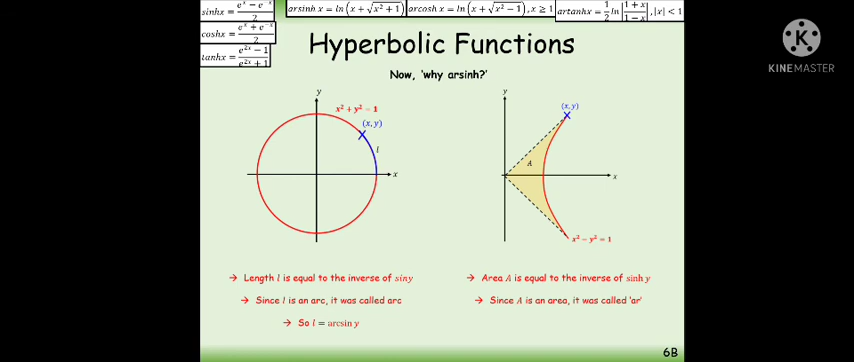 sinhx = (e^x − e^−x)/2
arsinh x = ln(x + √(x² + 1))
arcosh x = ln(x + √(x² − 1)), x ≥ 1
artanhx = 1/2 ln|(1 + x)/(1 − x)|, |x| < 1
coshx = (e^x + e^−x)/2
tanhx = (e^2x − 1)/(e^2x + 1)
K
KINEMASTER
Hyperbolic Functions
Now, 'why arsinh?'
y
x² + y² = 1
(x, y)
l
x
y
(x, y)
A
x
x² − y² = 1
→ Length l is equal to the inverse of siny
→ Since l is an arc, it was called arc
→ So l = arcsin y
→ Area A is equal to the inverse of sinh y
→ Since A is an area, it was called 'ar'
6B